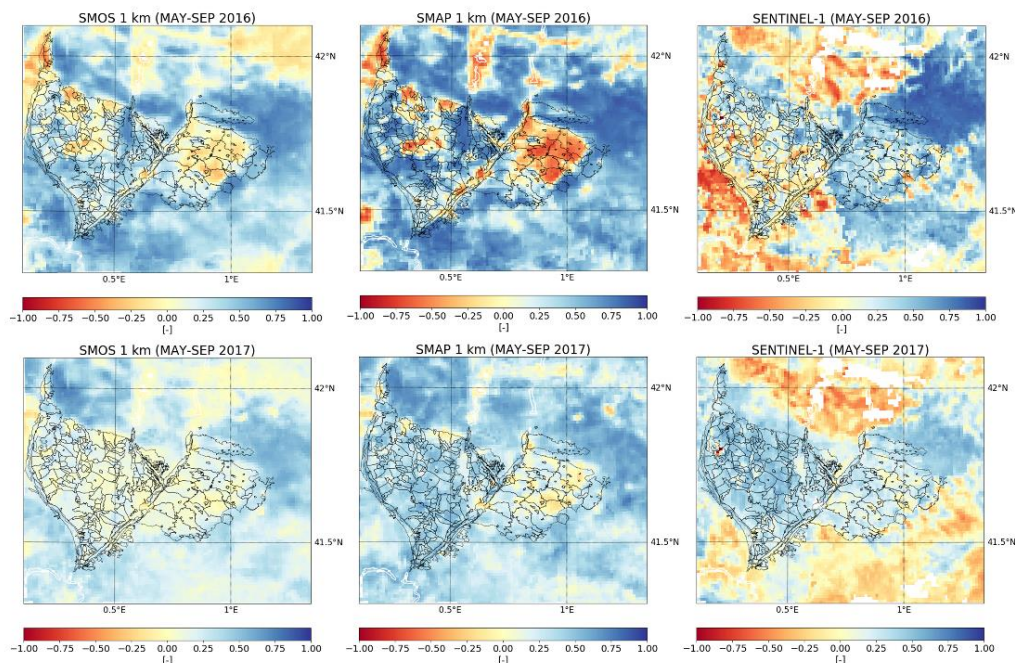 SMOS 1 km (MAY-SEP 2016)
SMAP 1 km (MAY-SEP 2016)
SENTINEL-1 (MAY-SEP 2016)
42°N
42°N
42°N
41.5°N
41.5°N
41.5°N
0.5°E
1°E
0.5°E
1°E
0.5°E
1°E
−1.00 −0.75 −0.50 −0.25 0.00 0.25 0.50 0.75 1.00
[-]
−1.00 −0.75 −0.50 −0.25 0.00 0.25 0.50 0.75 1.00
[-]
−1.00 −0.75 −0.50 −0.25 0.00 0.25 0.50 0.75 1.00
[-]
SMOS 1 km (MAY-SEP 2017)
SMAP 1 km (MAY-SEP 2017)
SENTINEL-1 (MAY-SEP 2017)
42°N
42°N
42°N
41.5°N
41.5°N
41.5°N
0.5°E
1°E
0.5°E
1°E
0.5°E
1°E
−1.00 −0.75 −0.50 −0.25 0.00 0.25 0.50 0.75 1.00
[-]
−1.00 −0.75 −0.50 −0.25 0.00 0.25 0.50 0.75 1.00
[-]
−1.00 −0.75 −0.50 −0.25 0.00 0.25 0.50 0.75 1.00
[-]